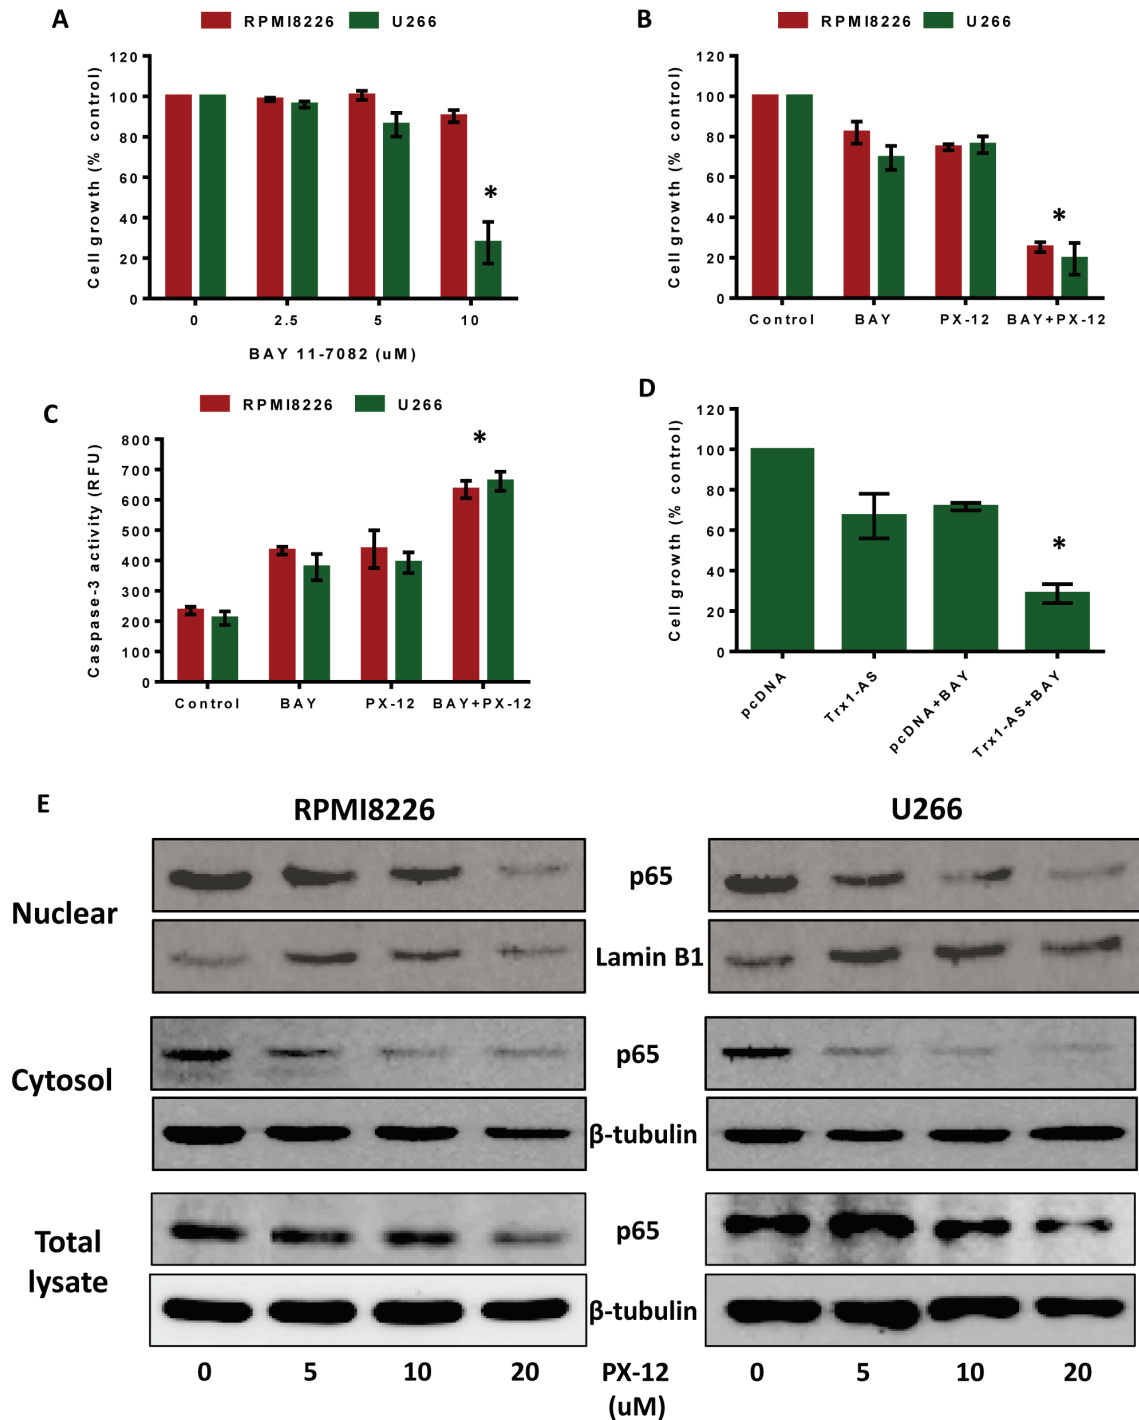 A
RPMI8226 U266
Cell growth (% control)
120
100
80
60
40
20
0
0 2.5 5 10
BAY 11-7082 (uM)
*
B
RPMI8226 U266
Cell growth (% control)
120
100
80
60
40
20
0
Control BAY PX-12 BAY+PX-12
*
C
RPMI8226 U266
Caspase-3 activity (RFU)
800
700
600
500
400
300
200
100
0
Control BAY PX-12 BAY+PX-12
*
D
Cell growth (% control)
120
100
80
60
40
20
0
pcDNA Trx1-AS pcDNA+BAY Trx1-AS+BAY
*
E
RPMI8226 U266
Nuclear
p65
Lamin B1
Cytosol
p65
β-tubulin
Total
lysate
p65
β-tubulin
0 5 10 20 PX-12 0 5 10 20
(uM)